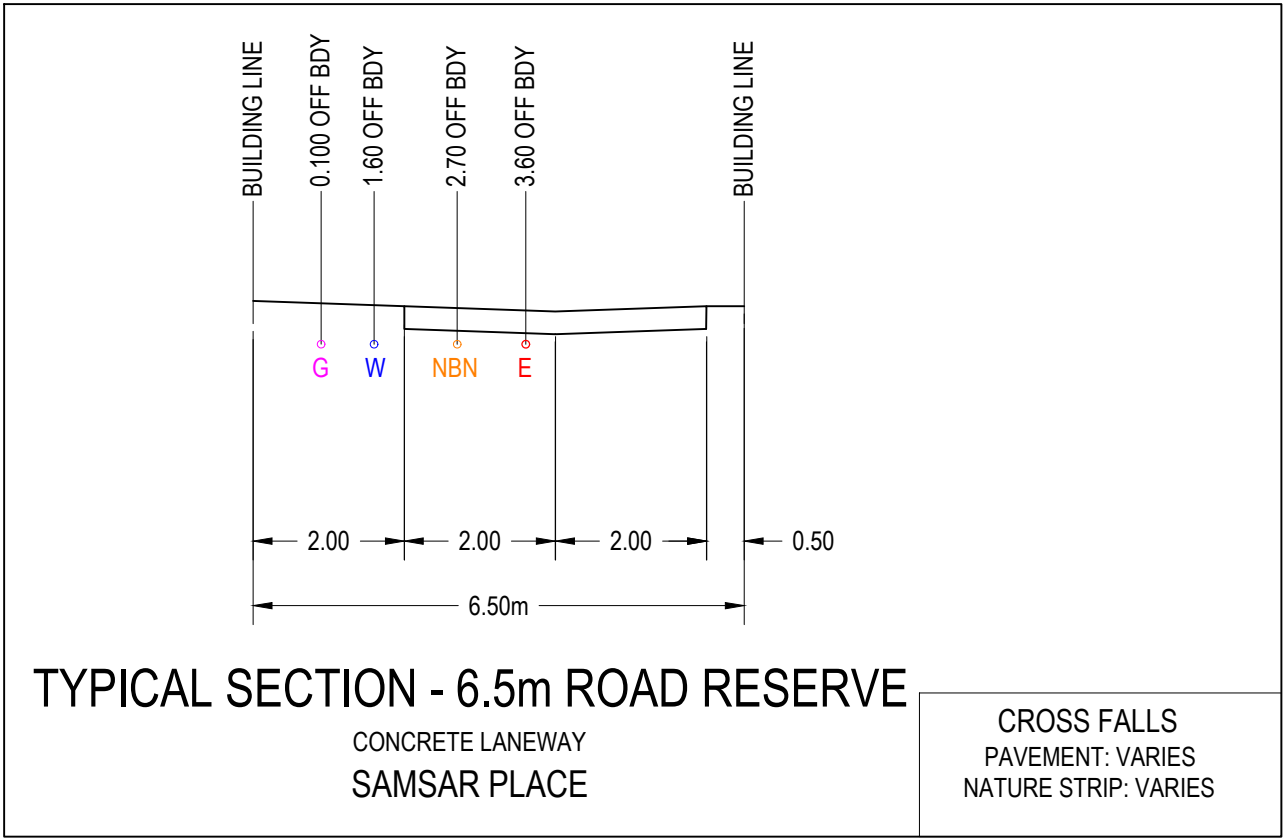 BUILDING LINE
0.100 OFF BDY
1.60 OFF BDY
2.70 OFF BDY
3.60 OFF BDY
BUILDING LINE
G
W
NBN
E
2.00
2.00
2.00
0.50
6.50m
TYPICAL SECTION - 6.5m ROAD RESERVE
CONCRETE LANEWAY
SAMSAR PLACE
CROSS FALLS
PAVEMENT: VARIES
NATURE STRIP: VARIES